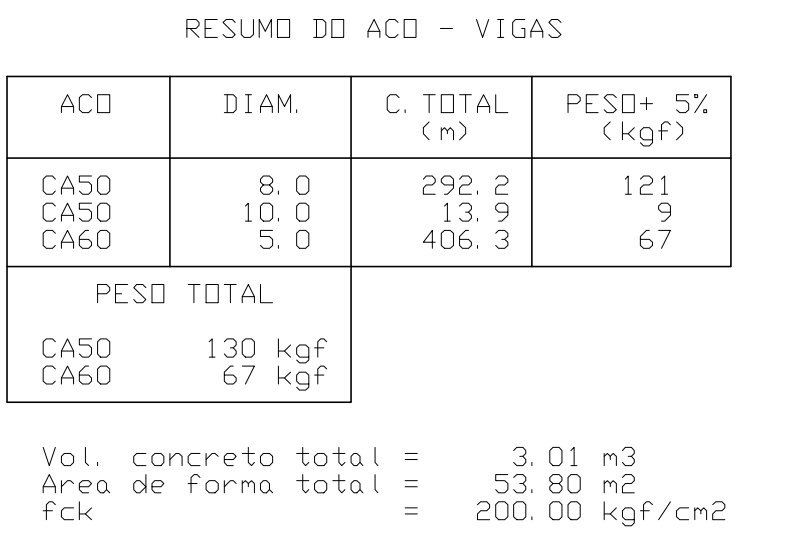 RESUMO DO ACO - VIGAS
ACO DIAM. C. TOTAL PESO+ 5%
(m) (kgf)
CA50 8.0 292.2 121
CA50 10.0 13.9 9
CA60 5.0 406.3 67
PESO TOTAL
CA50 130 kgf
CA60 67 kgf
Vol. concreto total = 3.01 m3
Area de forma total = 53.80 m2
fck = 200.00 kgf/cm2